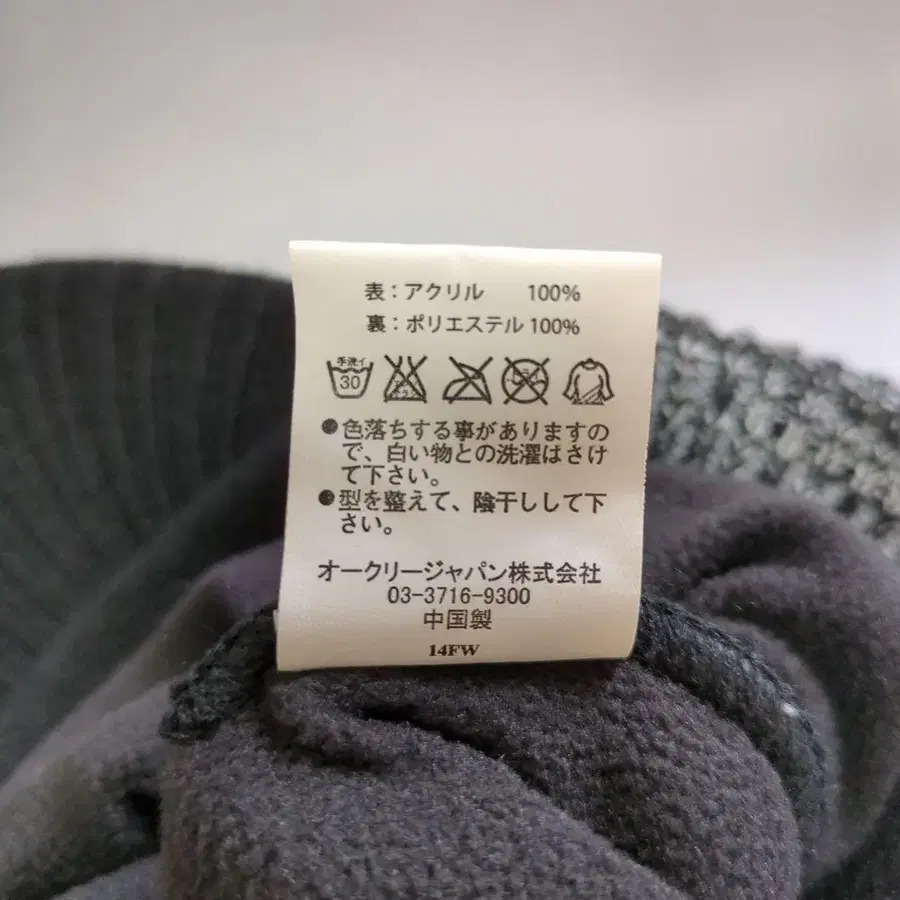 表：アクリル 100%
裏：ポリエステル 100%
手洗イ
30
●色落ちする事がありますの
で、白い物との洗濯はさけ
て下さい。
●型を整えて、陰干しして下
さい。
オークリージャパン株式会社
03-3716-9300
中国製
14FW